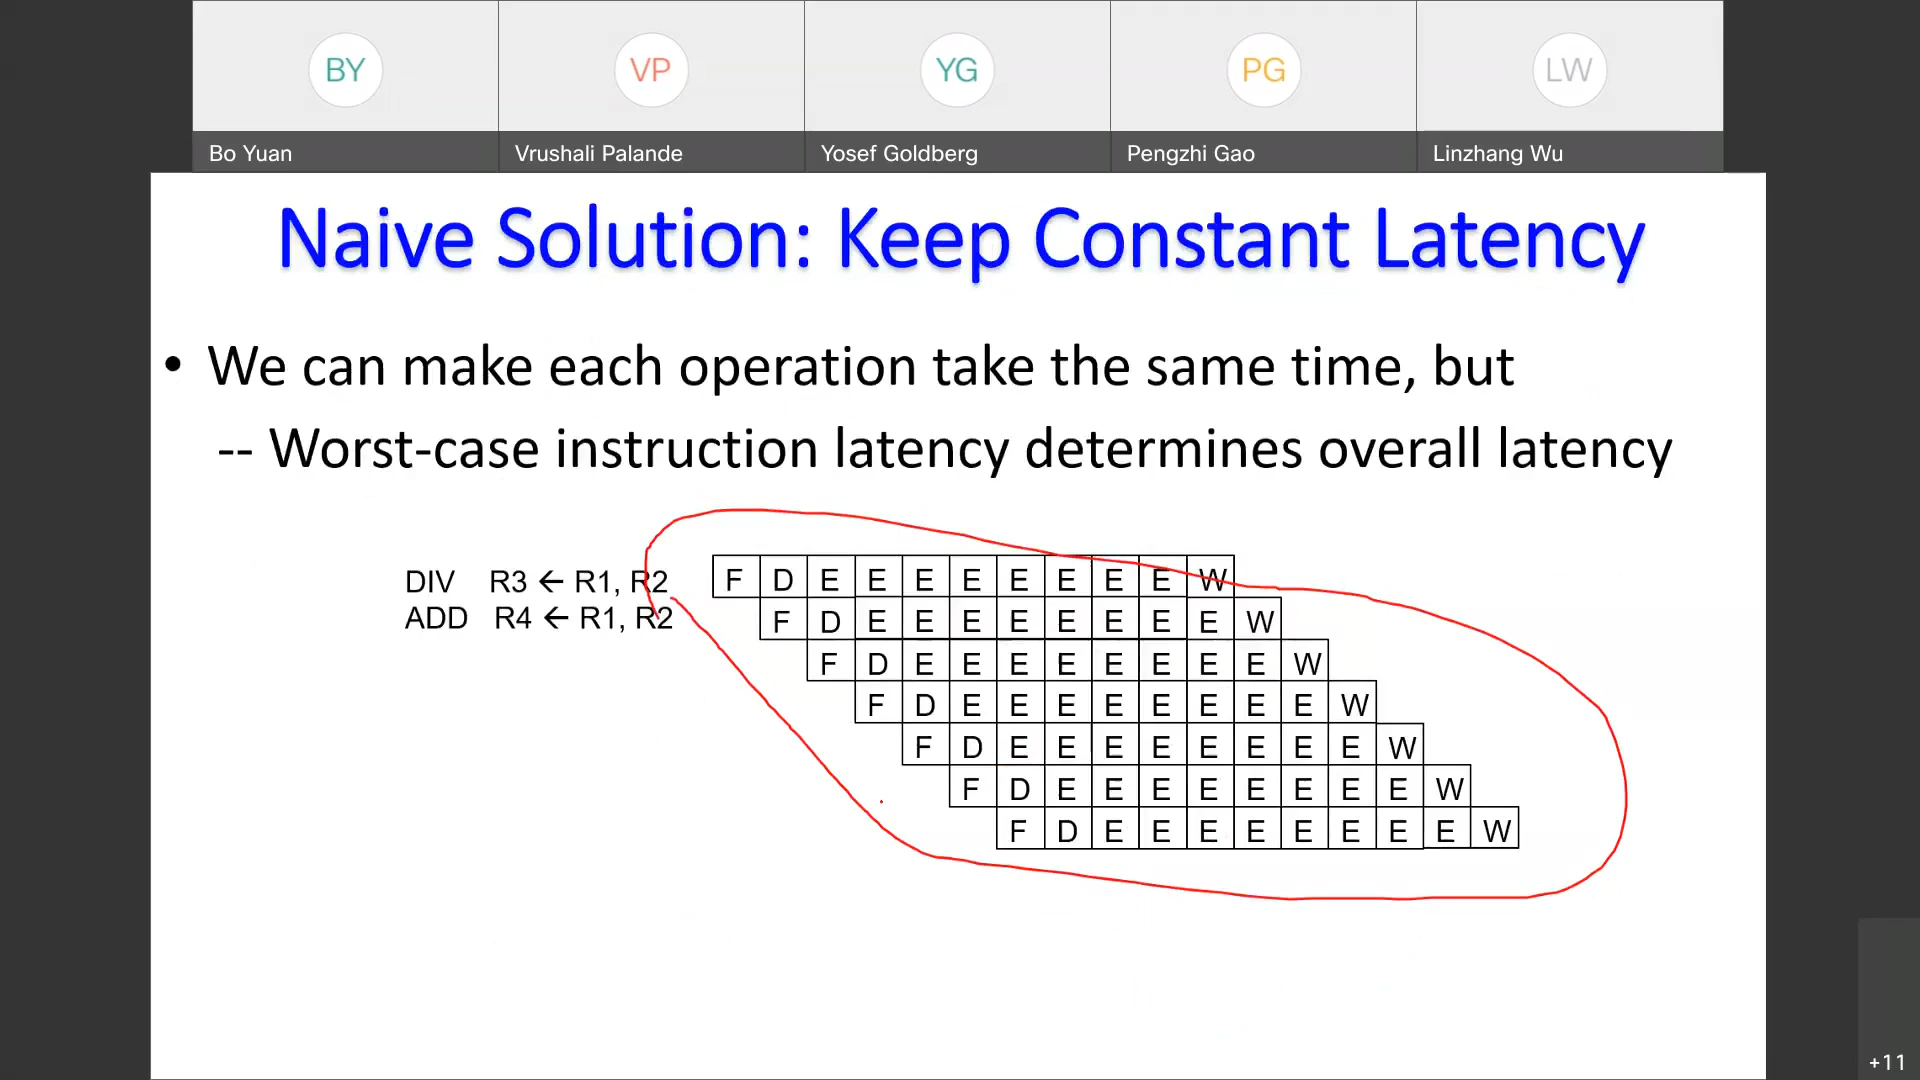 BY VP YG PG LW
Bo Yuan Vrushali Palande Yosef Goldberg Pengzhi Gao Linzhang Wu
Naive Solution: Keep Constant Latency
• We can make each operation take the same time, but
-- Worst-case instruction latency determines overall latency
DIV R3 ← R1, R2 F D E E E E E E E E W
ADD R4 ← R1, R2 F D E E E E E E E E W
F D E E E E E E E E W
F D E E E E E E E E W
F D E E E E E E E E W
F D E E E E E E E E W
F D E E E E E E E E W
+11